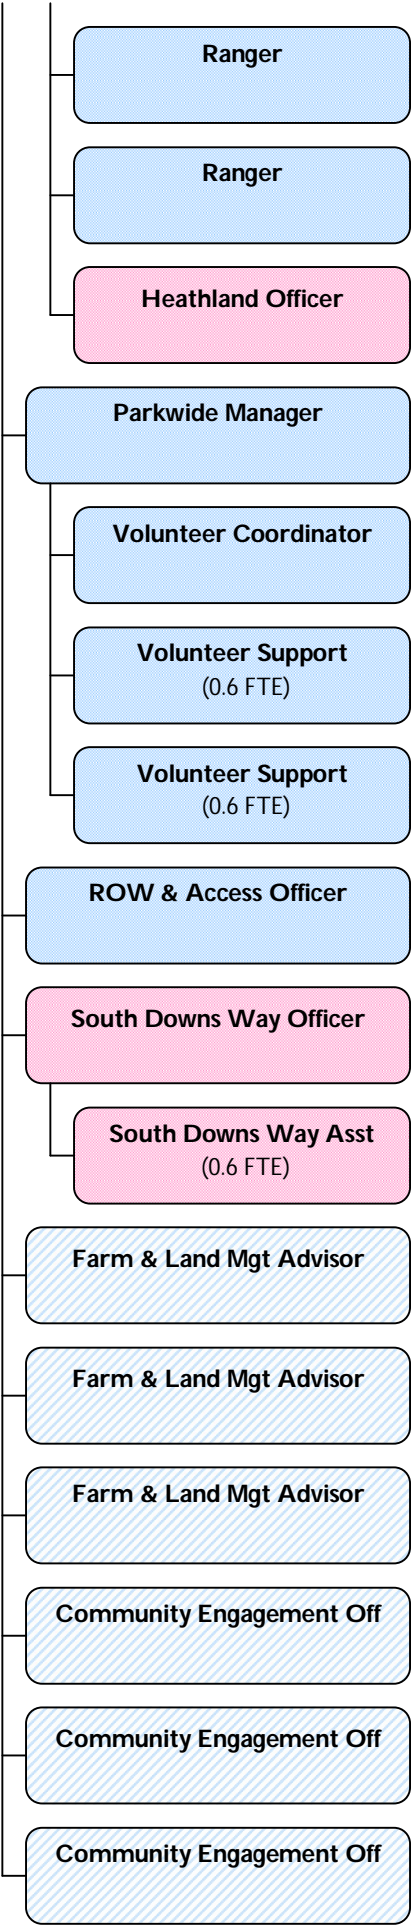 Ranger
Ranger
Heathland Officer
Parkwide Manager
Volunteer Coordinator
Volunteer Support
(0.6 FTE)
Volunteer Support
(0.6 FTE)
ROW & Access Officer
South Downs Way Officer
South Downs Way Asst
(0.6 FTE)
Farm & Land Mgt Advisor
Farm & Land Mgt Advisor
Farm & Land Mgt Advisor
Community Engagement Off
Community Engagement Off
Community Engagement Off